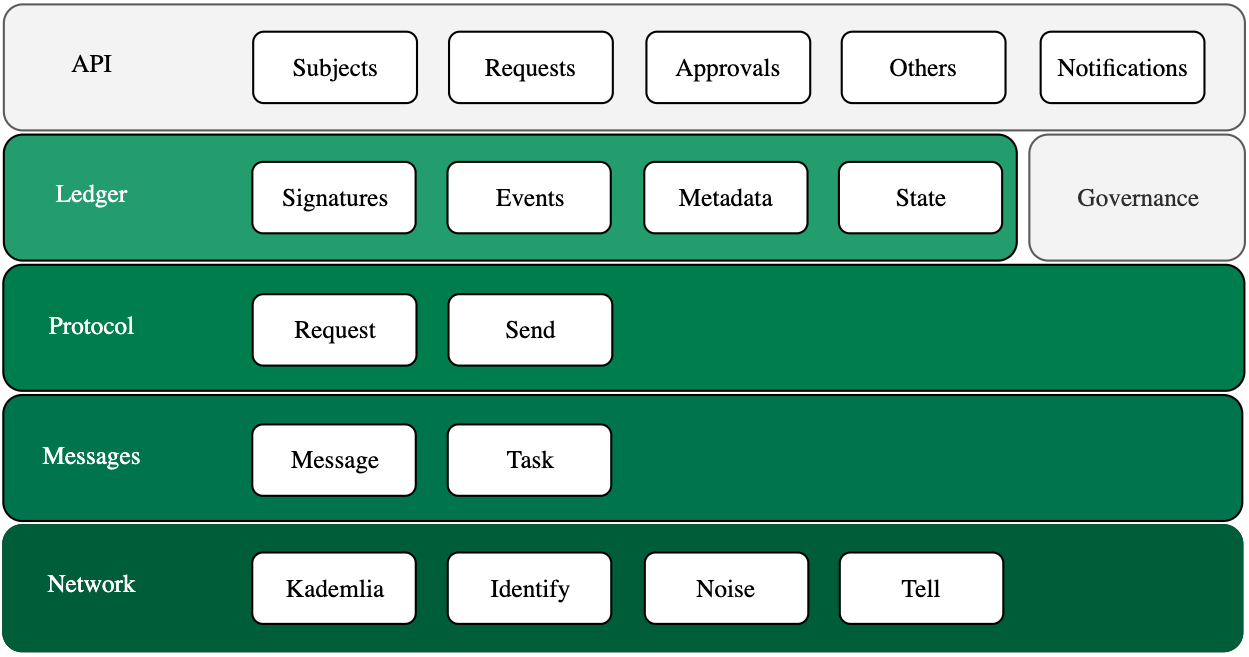 API
Subjects
Requests
Approvals
Others
Notifications
Ledger
Signatures
Events
Metadata
State
Governance
Protocol
Request
Send
Messages
Message
Task
Network
Kademlia
Identify
Noise
Tell